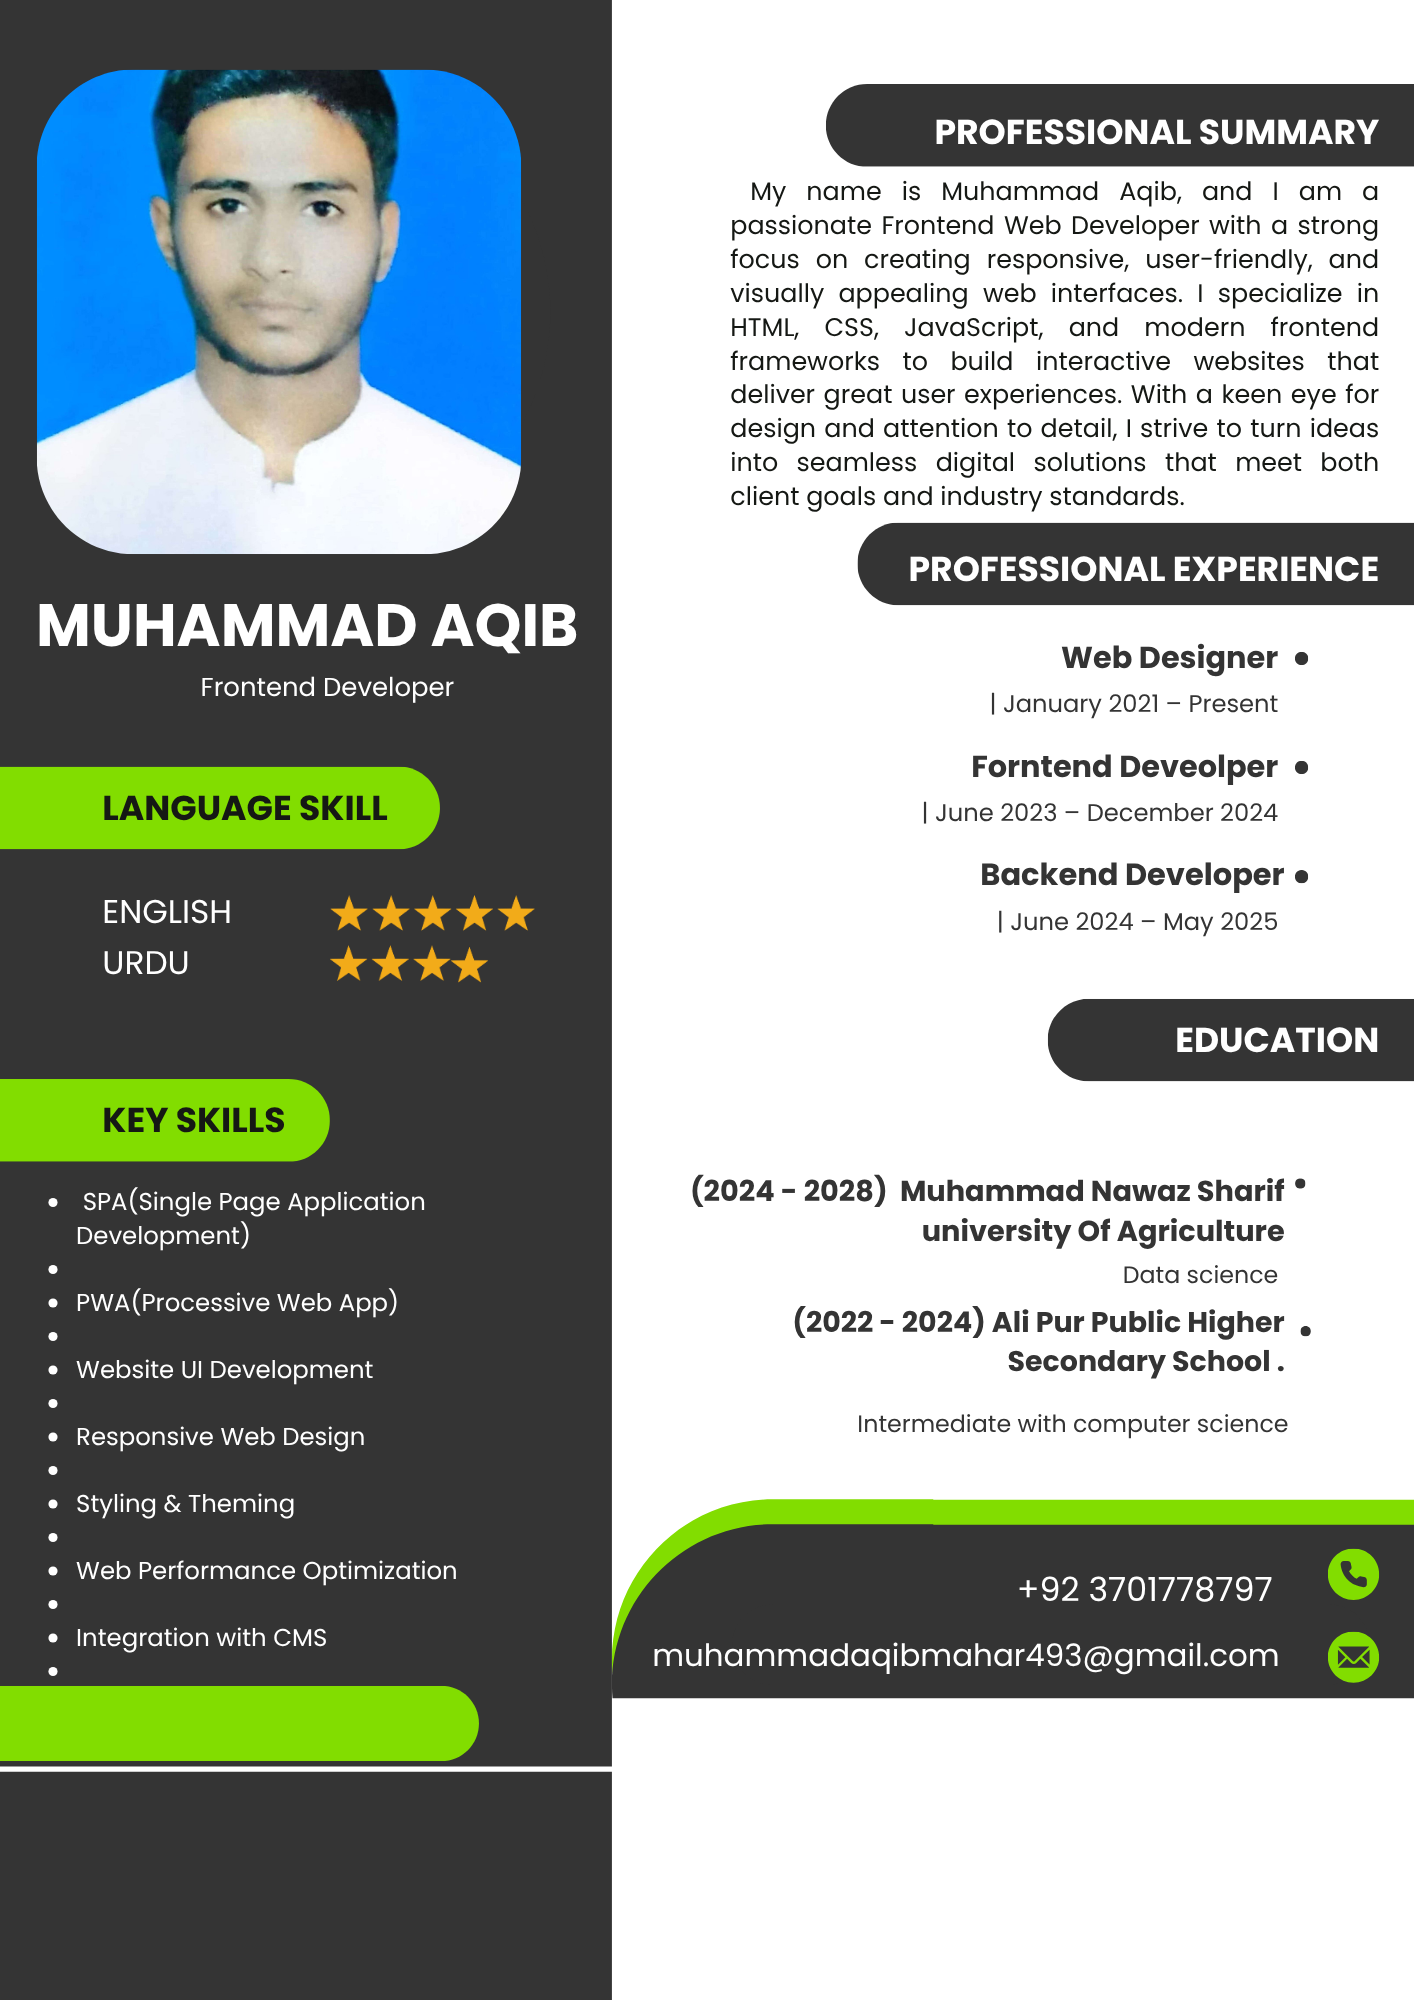 MUHAMMAD AQIB
Frontend Developer
LANGUAGE SKILL
ENGLISH
URDU
KEY SKILLS
SPA(Single Page Application
Development)
PWA(Processive Web App)
Website UI Development
Responsive Web Design
Styling & Theming
Web Performance Optimization
Integration with CMS
PROFESSIONAL SUMMARY
My name is Muhammad Aqib, and I am a
passionate Frontend Web Developer with a strong
focus on creating responsive, user-friendly, and
visually appealing web interfaces. I specialize in
HTML, CSS, JavaScript, and modern frontend
frameworks to build interactive websites that
deliver great user experiences. With a keen eye for
design and attention to detail, I strive to turn ideas
into seamless digital solutions that meet both
client goals and industry standards.
PROFESSIONAL EXPERIENCE
Web Designer
| January 2021 – Present
Forntend Deveolper
| June 2023 – December 2024
Backend Developer
| June 2024 – May 2025
EDUCATION
(2024 - 2028) Muhammad Nawaz Sharif
university Of Agriculture
Data science
(2022 - 2024) Ali Pur Public Higher
Secondary School .
Intermediate with computer science
+92 3701778797
muhammadaqibmahar493@gmail.com